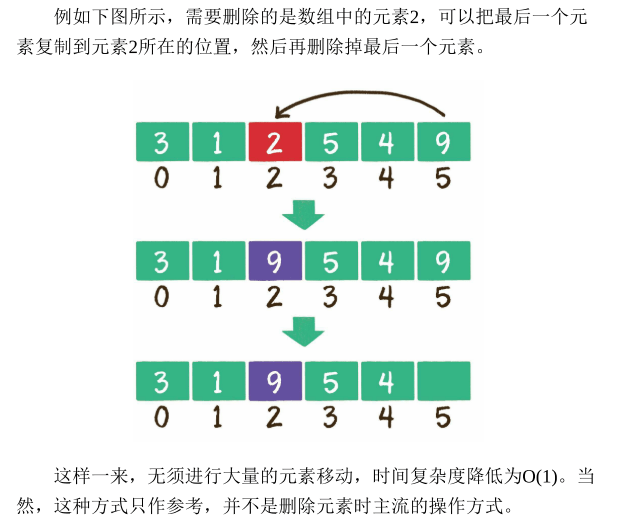 例如下图所示，需要删除的是数组中的元素2，可以把最后一个元
素复制到元素2所在的位置，然后再删除掉最后一个元素。
3 1 2 5 4 9
0 1 2 3 4 5
3 1 9 5 4 9
0 1 2 3 4 5
3 1 9 5 4
0 1 2 3 4 5
这样一来，无须进行大量的元素移动，时间复杂度降低为O(1)。当
然，这种方式只作参考，并不是删除元素时主流的操作方式。